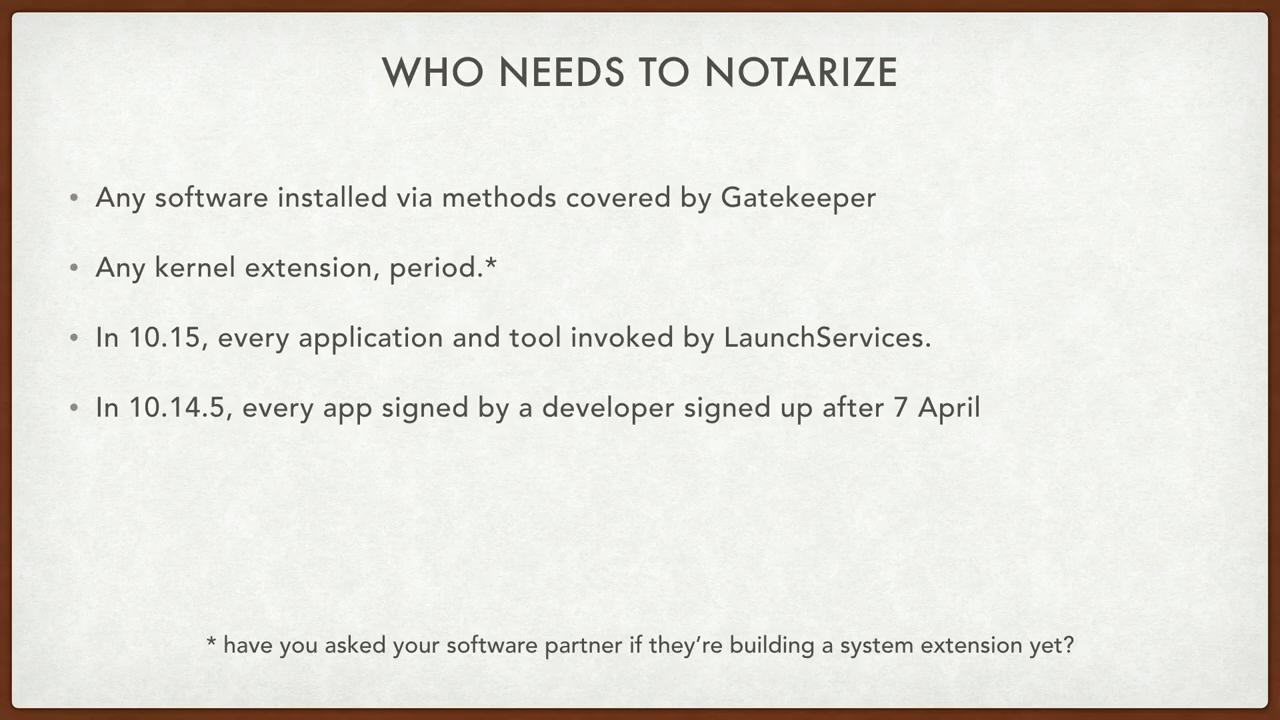 WHO NEEDS TO NOTARIZE
• Any software installed via methods covered by Gatekeeper
• Any kernel extension, period.*
• In 10.15, every application and tool invoked by LaunchServices.
• In 10.14.5, every app signed by a developer signed up after 7 April
* have you asked your software partner if they’re building a system extension yet?